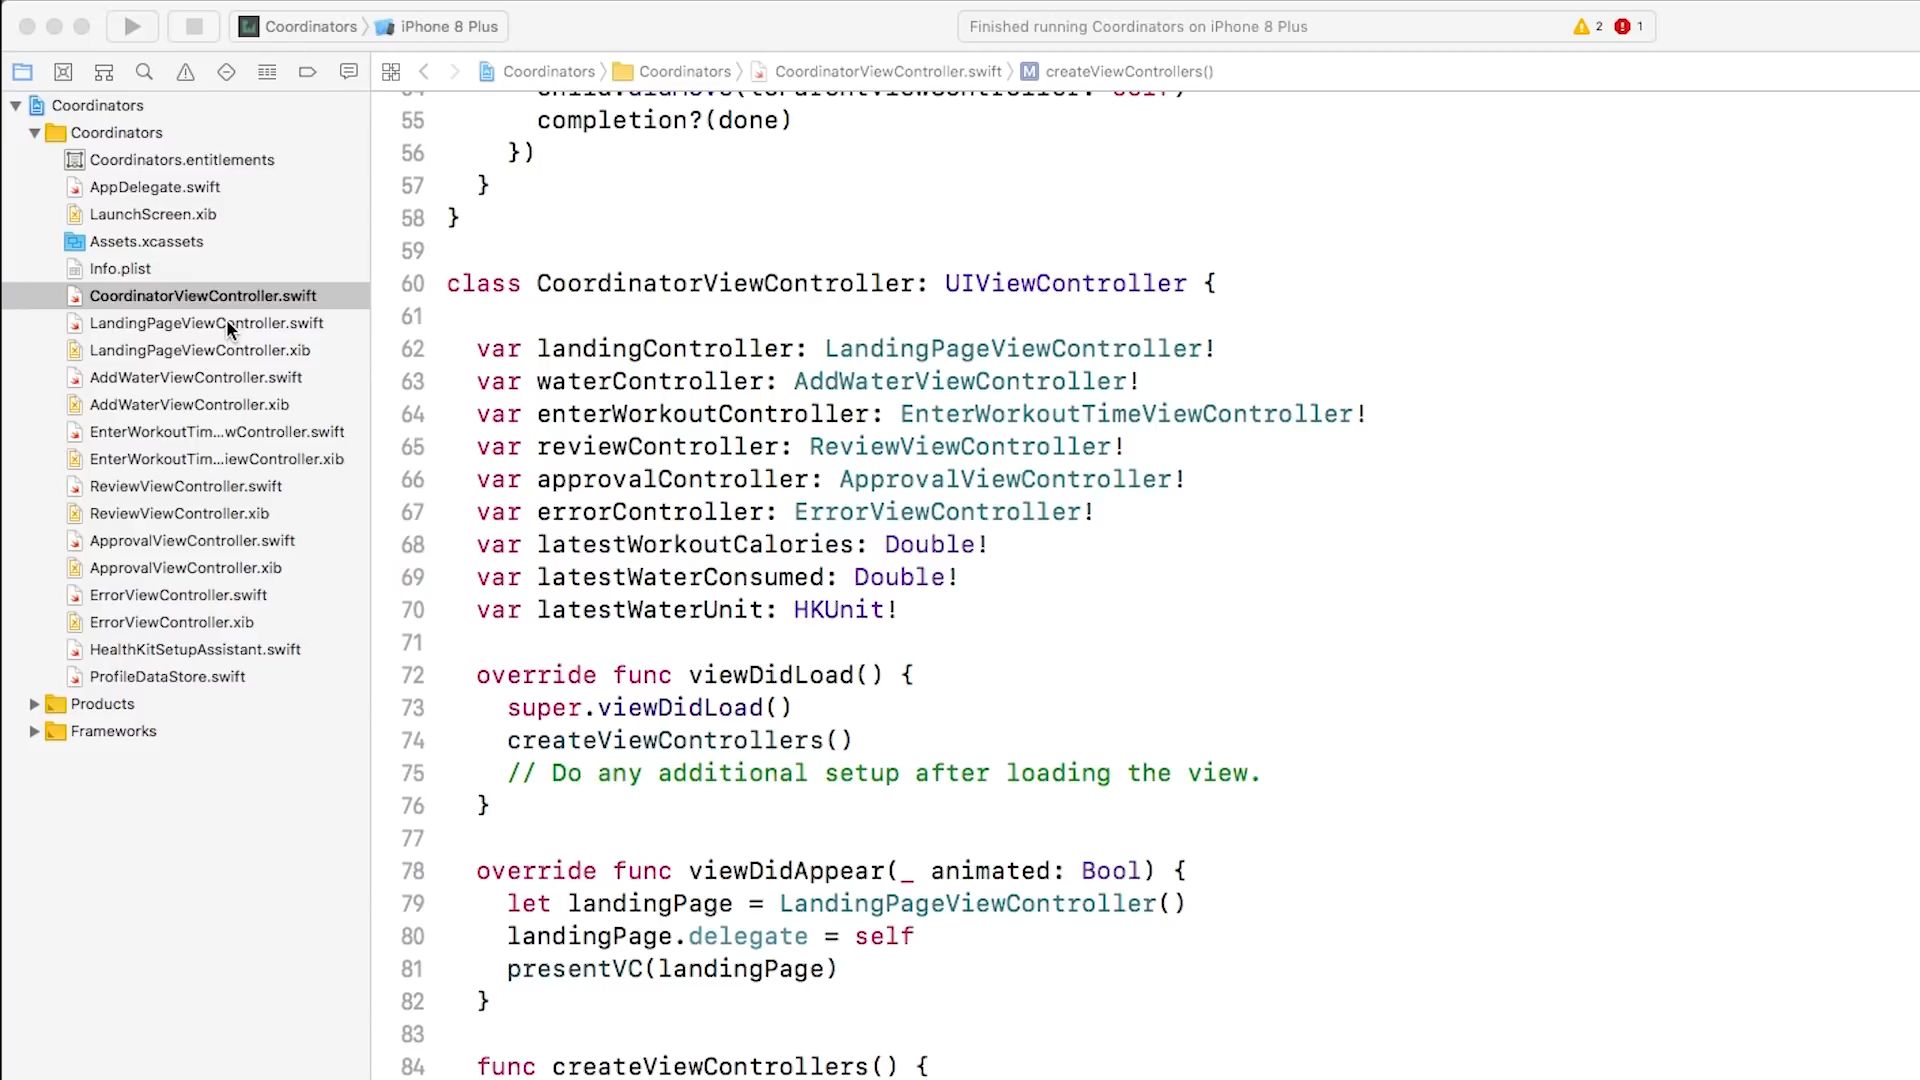 Coordinators
iPhone 8 Plus
Finished running Coordinators on iPhone 8 Plus
2
1
Coordinators
Coordinators
CoordinatorViewController.swift
M
createViewControllers()
Coordinators
Coordinators
Coordinators.entitlements
AppDelegate.swift
LaunchScreen.xib
Assets.xcassets
Info.plist
CoordinatorViewController.swift
LandingPageViewController.swift
LandingPageViewController.xib
AddWaterViewController.swift
AddWaterViewController.xib
EnterWorkoutTim...wController.swift
EnterWorkoutTim...iewController.xib
ReviewViewController.swift
ReviewViewController.xib
ApprovalViewController.swift
ApprovalViewController.xib
ErrorViewController.swift
ErrorViewController.xib
HealthKitSetupAssistant.swift
ProfileDataStore.swift
Products
Frameworks
55 completion?(done)
56 })
57 }
58 }
59
60 class CoordinatorViewController: UIViewController {
61
62 var landingController: LandingPageViewController!
63 var waterController: AddWaterViewController!
64 var enterWorkoutController: EnterWorkoutTimeViewController!
65 var reviewController: ReviewViewController!
66 var approvalController: ApprovalViewController!
67 var errorController: ErrorViewController!
68 var latestWorkoutCalories: Double!
69 var latestWaterConsumed: Double!
70 var latestWaterUnit: HKUnit!
71
72 override func viewDidLoad() {
73 super.viewDidLoad()
74 createViewControllers()
75 // Do any additional setup after loading the view.
76 }
77
78 override func viewDidAppear(_ animated: Bool) {
79 let landingPage = LandingPageViewController()
80 landingPage.delegate = self
81 presentVC(landingPage)
82 }
83
84 func createViewControllers() {